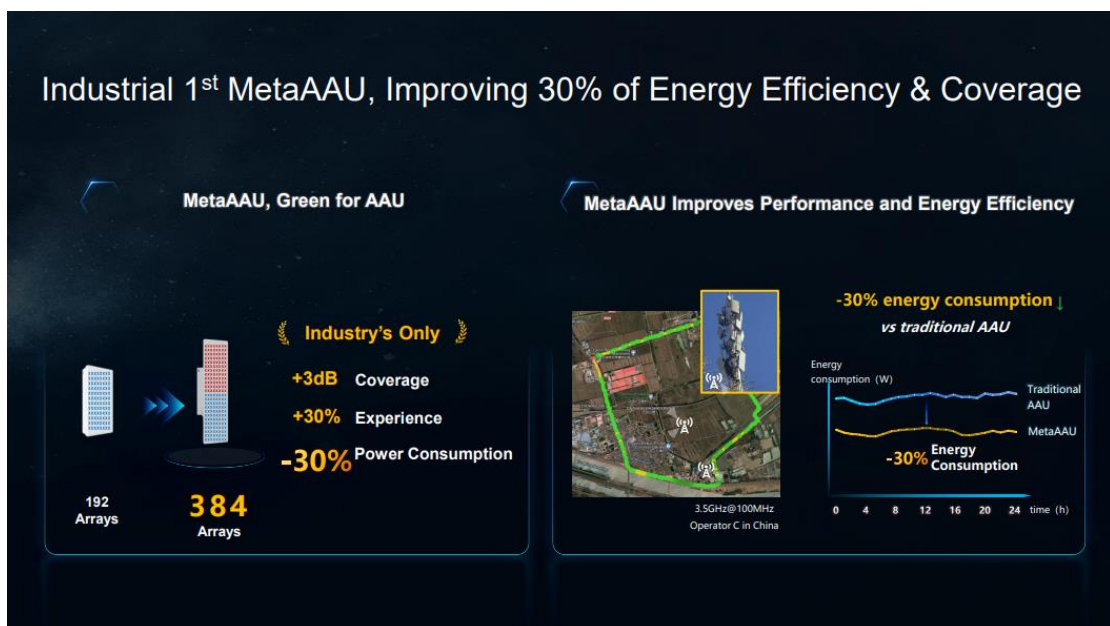 Industrial 1st MetaAAU, Improving 30% of Energy Efficiency & Coverage
MetaAAU, Green for AAU
Industry's Only
+3dB Coverage
+30% Experience
-30% Power Consumption
192
Arrays
384
Arrays
MetaAAU Improves Performance and Energy Efficiency
3.5GHz@100MHz
Operator C in China
-30% energy consumption↓
vs traditional AAU
Energy
consumption (W)
Traditional
AAU
MetaAAU
-30% Energy
Consumption
0 4 8 12 16 20 24 time (h)